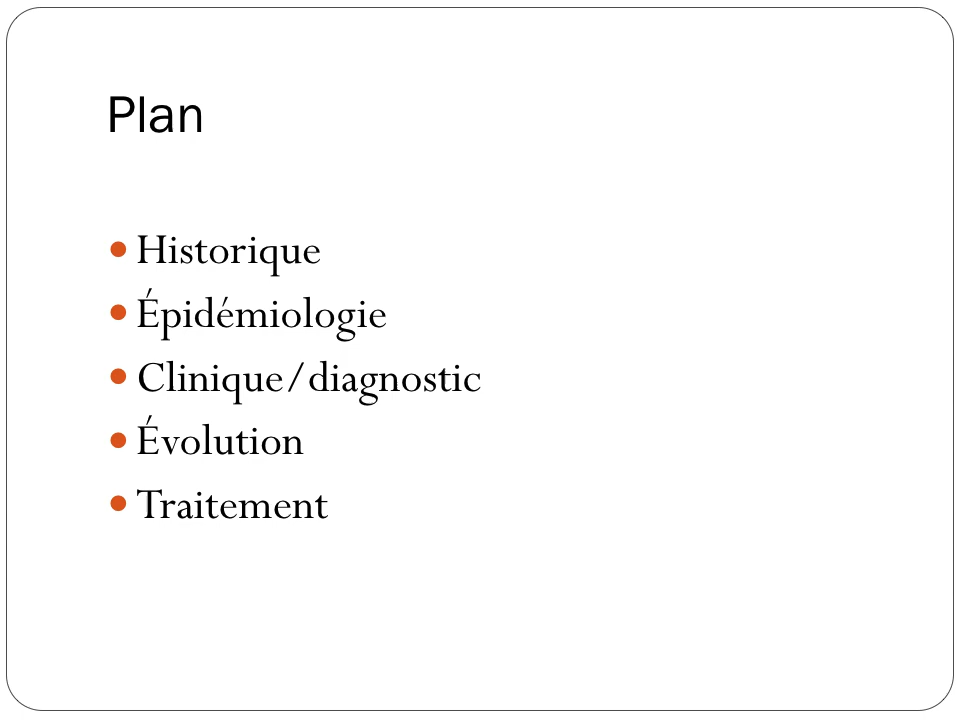 Plan
Historique
Épidémiologie
Clinique/diagnostic
Évolution
Traitement